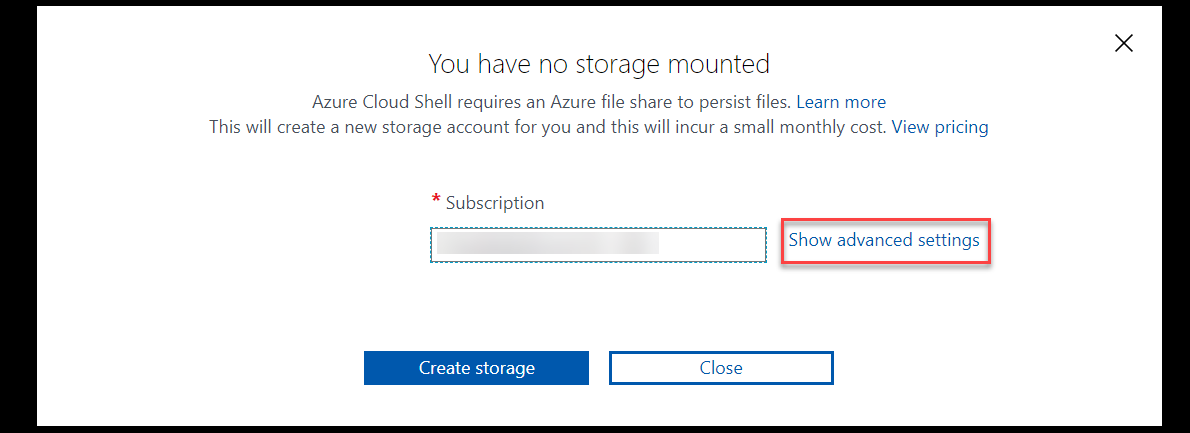 You have no storage mounted
Azure Cloud Shell requires an Azure file share to persist files. Learn more
This will create a new storage account for you and this will incur a small monthly cost. View pricing
* Subscription
Show advanced settings
Create storage
Close